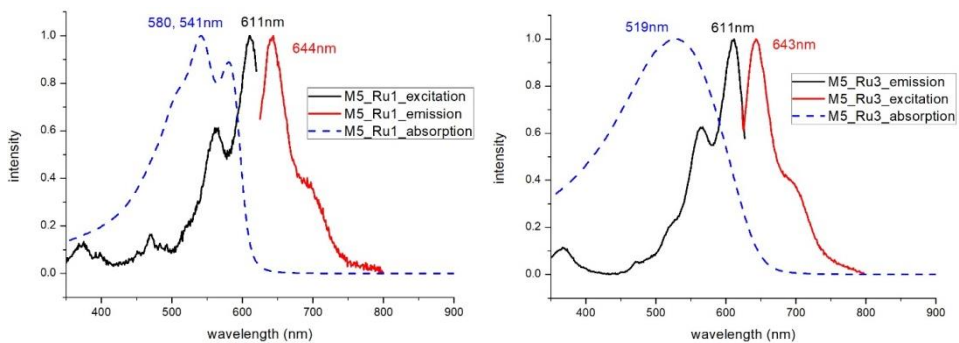 580, 541nm
611nm
644nm
M5_Ru1_excitation
M5_Ru1_emission
M5_Ru1_absorption
intensity
1.0
0.8
0.6
0.4
0.2
0.0
400 500 600 700 800 900
wavelength (nm)
519nm
611nm
643nm
M5_Ru3_emission
M5_Ru3_excitation
M5_Ru3_absorption
intensity
1.0
0.8
0.6
0.4
0.2
0.0
400 500 600 700 800 900
wavelength (nm)